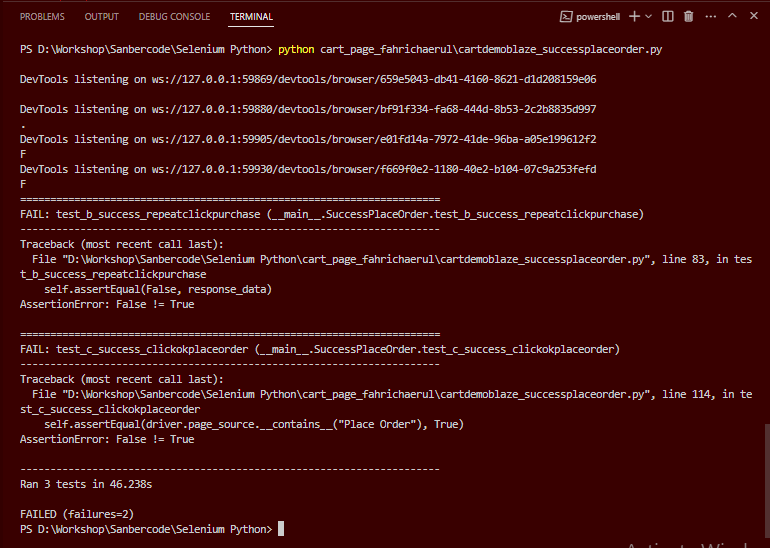 PROBLEMS OUTPUT DEBUG CONSOLE TERMINAL powershell
PS D:\Workshop\Sanbercode\Selenium Python> python cart_page_fahrichaerul\cartdemoblaze_successplaceorder.py
DevTools listening on ws://127.0.0.1:59869/devtools/browser/659e5043-db41-4160-8621-d1d208159e06
DevTools listening on ws://127.0.0.1:59880/devtools/browser/bf91f334-fa68-444d-8b53-2c2b8835d997
.
DevTools listening on ws://127.0.0.1:59905/devtools/browser/e01fd14a-7972-41de-96ba-a05e199612f2
F
DevTools listening on ws://127.0.0.1:59930/devtools/browser/f669f0e2-1180-40e2-b104-07c9a253fefd
F
======================================================================
FAIL: test_b_success_repeatclickpurchase (__main__.SuccessPlaceOrder.test_b_success_repeatclickpurchase)
----------------------------------------------------------------------
Traceback (most recent call last):
  File "D:\Workshop\Sanbercode\Selenium Python\cart_page_fahrichaerul\cartdemoblaze_successplaceorder.py", line 83, in tes
t_b_success_repeatclickpurchase
    self.assertEqual(False, response_data)
AssertionError: False != True
======================================================================
FAIL: test_c_success_clickokplaceorder (__main__.SuccessPlaceOrder.test_c_success_clickokplaceorder)
----------------------------------------------------------------------
Traceback (most recent call last):
  File "D:\Workshop\Sanbercode\Selenium Python\cart_page_fahrichaerul\cartdemoblaze_successplaceorder.py", line 114, in te
st_c_success_clickokplaceorder
    self.assertEqual(driver.page_source.__contains__("Place Order"), True)
AssertionError: False != True
----------------------------------------------------------------------
Ran 3 tests in 46.238s
FAILED (failures=2)
PS D:\Workshop\Sanbercode\Selenium Python>